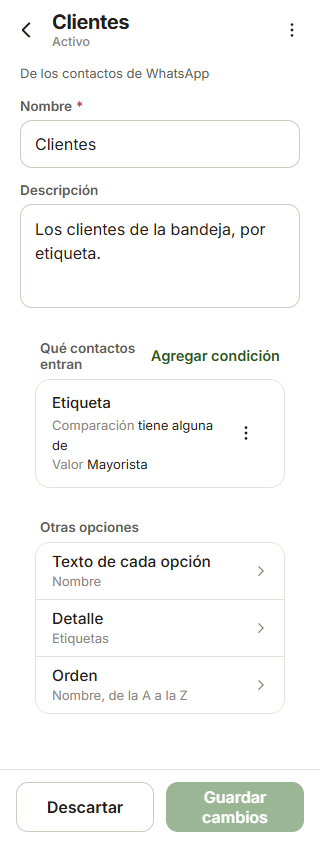 Clientes
Activo
De los contactos de WhatsApp
Nombre *
Clientes
Descripción
Los clientes de la bandeja, por
etiqueta.
Qué contactos
entran
Agregar condición
Etiqueta
Comparación tiene alguna
de
Valor Mayorista
Otras opciones
Texto de cada opción
Nombre
Detalle
Etiquetas
Orden
Nombre, de la A a la Z
Descartar
Guardar
cambios